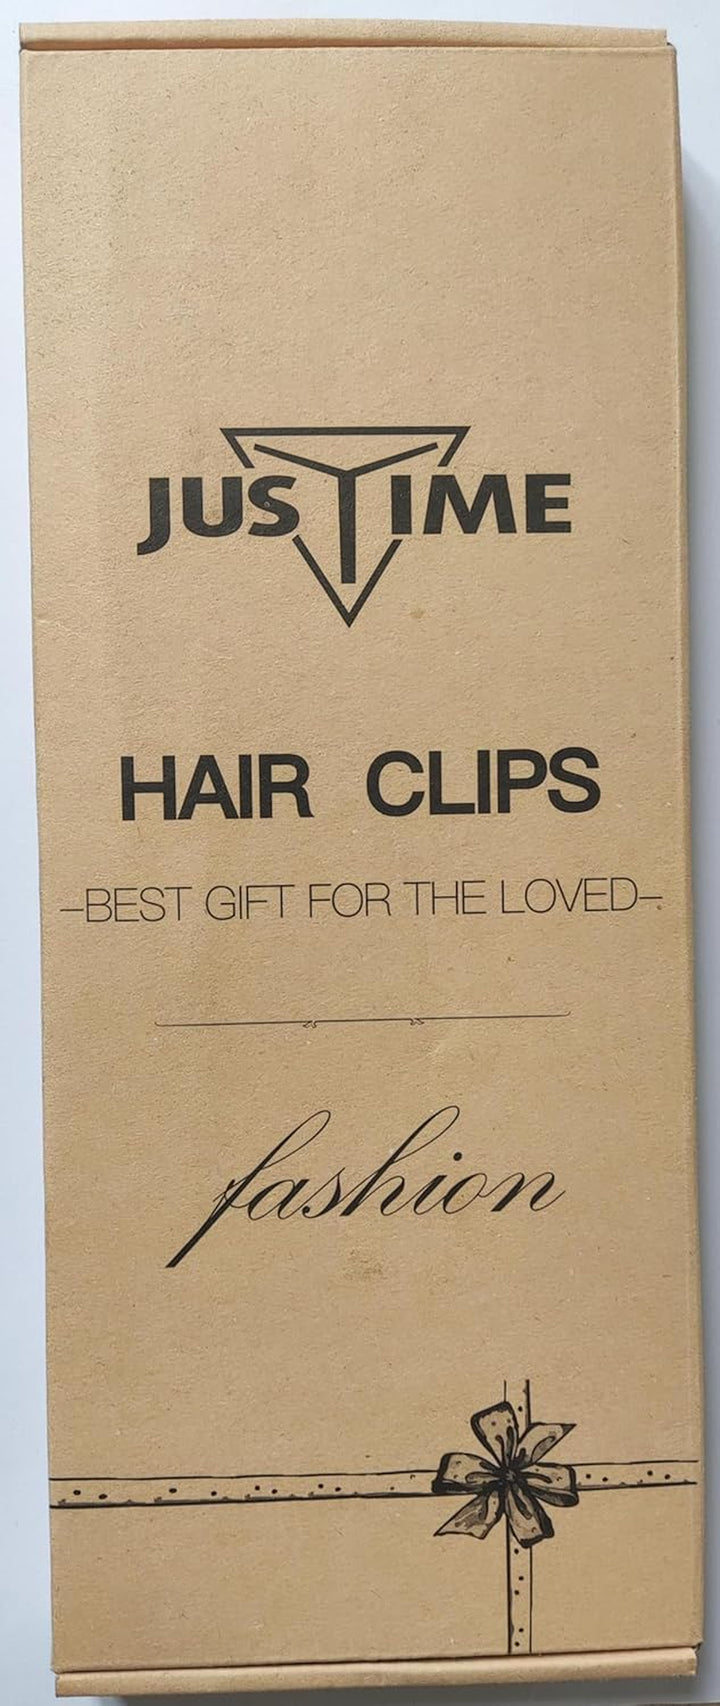 JUSTIME
HAIR CLIPS
–BEST GIFT FOR THE LOVED–
fashion